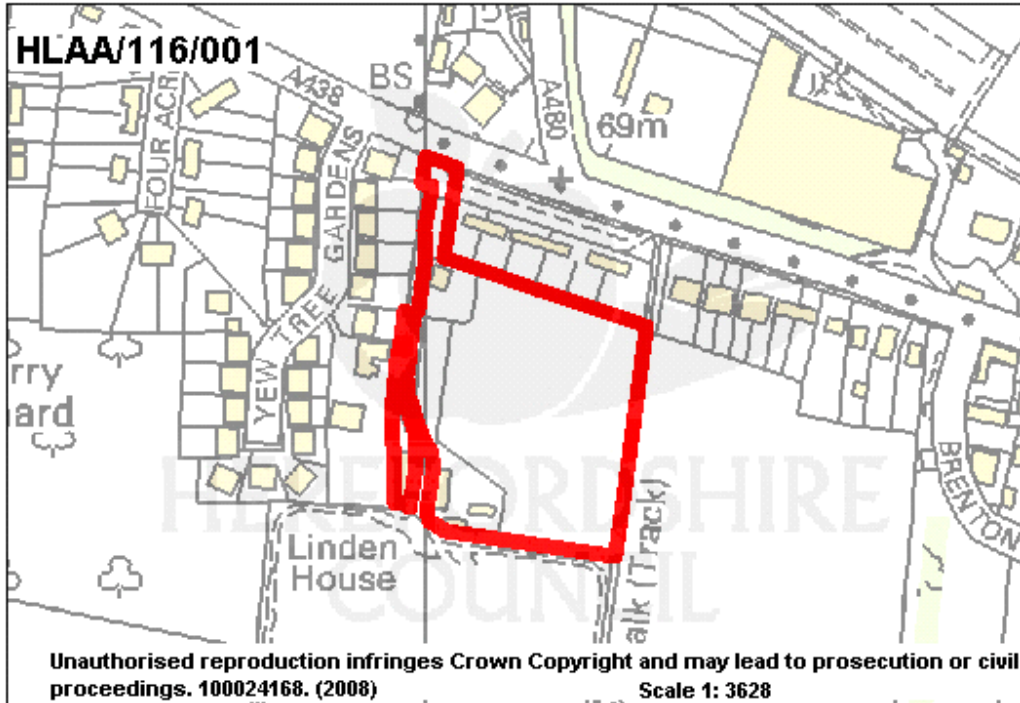 HLAA/116/001
A438
BS
A480
69m
FOUR ACR
YEW TREE GARDENS
rry
ard
BRENTON
HEREFORDSHIRE
COUNCIL
Linden
House
alk (Track)
Unauthorised reproduction infringes Crown Copyright and may lead to prosecution or civil
proceedings. 100024168. (2008)
Scale 1: 3628